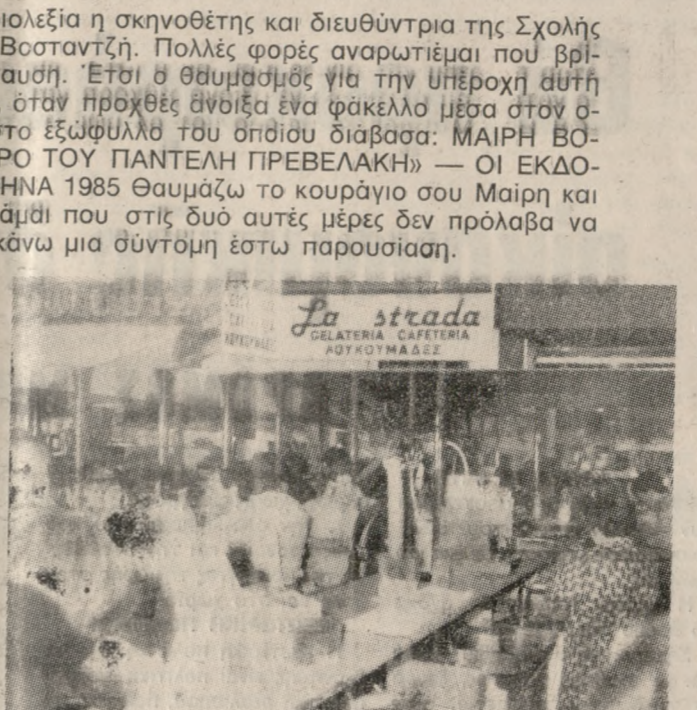 ιολεξία η σκηνοθέτης και διευθύντρια της Σχολής
Βοσταντζή. Πολλές φορές αναρωτιέμαι που βρί-
αυση. Έτσι ο θαυμασμός για την υπέροχη αυτή
όταν προχθές άνοιξα ένα φάκελλο μέσα στον ο-
στο εξώφυλλο του οποίου διάβασα: ΜΑΙΡΗ ΒΟ-
ΡΟ ΤΟΥ ΠΑΝΤΕΛΗ ΠΡΕΒΕΛΑΚΗ» — ΟΙ ΕΚΔΟ-
ΗΝΑ 1985 Θαυμάζω το κουράγιο σου Μαίρη και
άμαι που στις δυό αυτές μέρες δεν πρόλαβα να
κάνω μια σύντομη έστω παρουσίαση.
La strada
GELATERIA CAFETERIA
ΛΟΥΚΟΥΜΑΔΕΣ